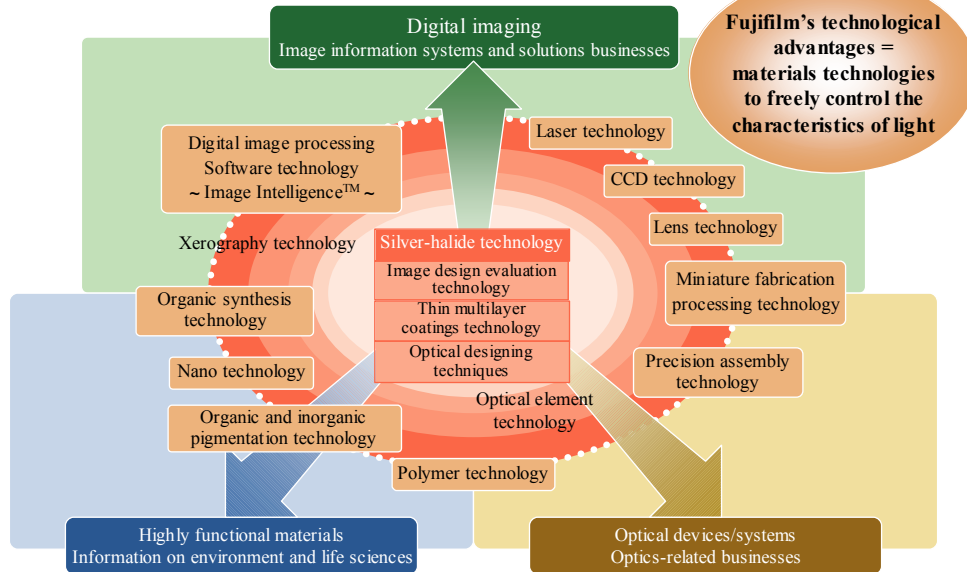 Digital imaging
Image information systems and solutions businesses
Fujifilm’s technological
advantages =
materials technologies
to freely control the
characteristics of light
Digital image processing
Software technology
~ Image Intelligence™ ~
Laser technology
CCD technology
Lens technology
Xerography technology
Silver-halide technology
Image design evaluation
technology
Thin multilayer
coatings technology
Optical designing
techniques
Miniature fabrication
processing technology
Organic synthesis
technology
Nano technology
Precision assembly
technology
Organic and inorganic
pigmentation technology
Optical element
technology
Polymer technology
Highly functional materials
Information on environment and life sciences
Optical devices/systems
Optics-related businesses